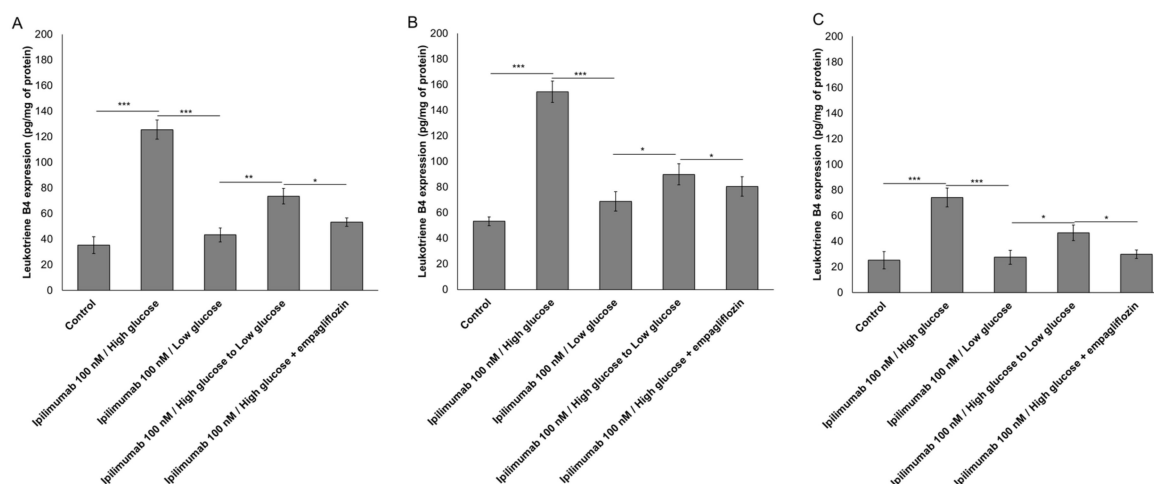 A
Leukotriene B4 expression (pg/mg of protein)
200
180
160
140
120
100
80
60
40
20
0
***
***
**
*
Control
Ipilimumab 100 nM / High glucose
Ipilimumab 100 nM / Low glucose
Ipilimumab 100 nM / High glucose to Low glucose
Ipilimumab 100 nM / High glucose + empagliflozin
B
Leukotriene B4 expression (pg/mg of protein)
200
180
160
140
120
100
80
60
40
20
0
***
***
*
*
Control
Ipilimumab 100 nM / High glucose
Ipilimumab 100 nM / Low glucose
Ipilimumab 100 nM / High glucose to Low glucose
Ipilimumab 100 nM / High glucose + empagliflozin
C
Leukotriene B4 expression (pg/mg of protein)
200
180
160
140
120
100
80
60
40
20
0
***
***
*
*
Control
Ipilimumab 100 nM / High glucose
Ipilimumab 100 nM / Low glucose
Ipilimumab 100 nM / High glucose to Low glucose
Ipilimumab 100 nM / High glucose + empagliflozin